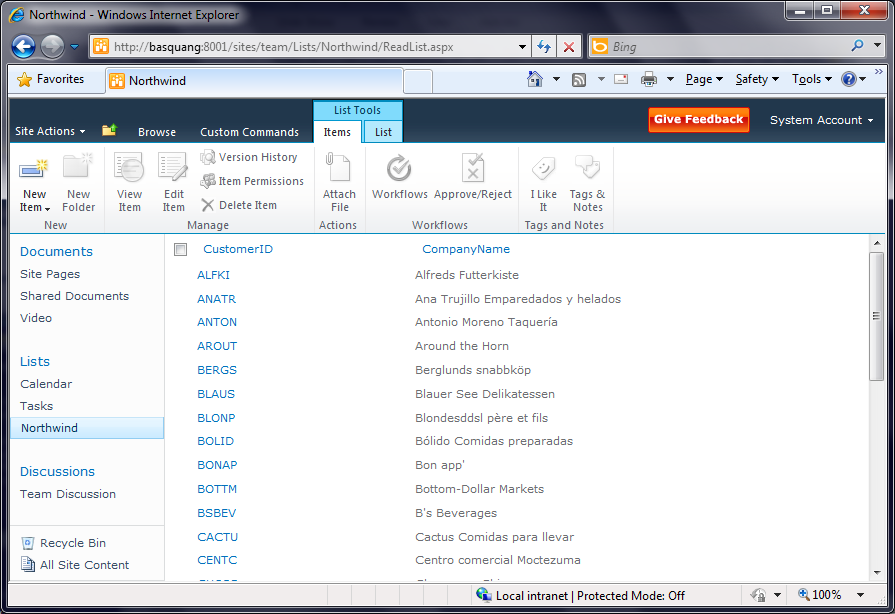 Northwind - Windows Internet Explorer
http://basquang:8001/sites/team/Lists/Northwind/ReadList.aspx
Bing
Favorites
Northwind
Page
Safety
Tools
List Tools
Site Actions
Browse
Custom Commands
Items
List
Give Feedback
System Account
New Item
New Folder
New
View Item
Edit Item
Version History
Item Permissions
Delete Item
Manage
Attach File
Actions
Workflows
Approve/Reject
Workflows
I Like It
Tags & Notes
Tags and Notes
Documents
Site Pages
Shared Documents
Video
Lists
Calendar
Tasks
Northwind
Discussions
Team Discussion
Recycle Bin
All Site Content
CustomerID CompanyName
ALFKI Alfreds Futterkiste
ANATR Ana Trujillo Emparedados y helados
ANTON Antonio Moreno Taquería
AROUT Around the Horn
BERGS Berglunds snabbköp
BLAUS Blauer See Delikatessen
BLONP Blondesddsl père et fils
BOLID Bólido Comidas preparadas
BONAP Bon app'
BOTTM Bottom-Dollar Markets
BSBEV B's Beverages
CACTU Cactus Comidas para llevar
CENTC Centro comercial Moctezuma
Local intranet | Protected Mode: Off
100%